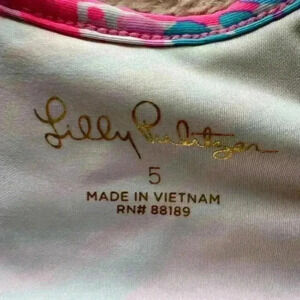 Lilly Pulitzer
5
MADE IN VIETNAM
RN# 88189